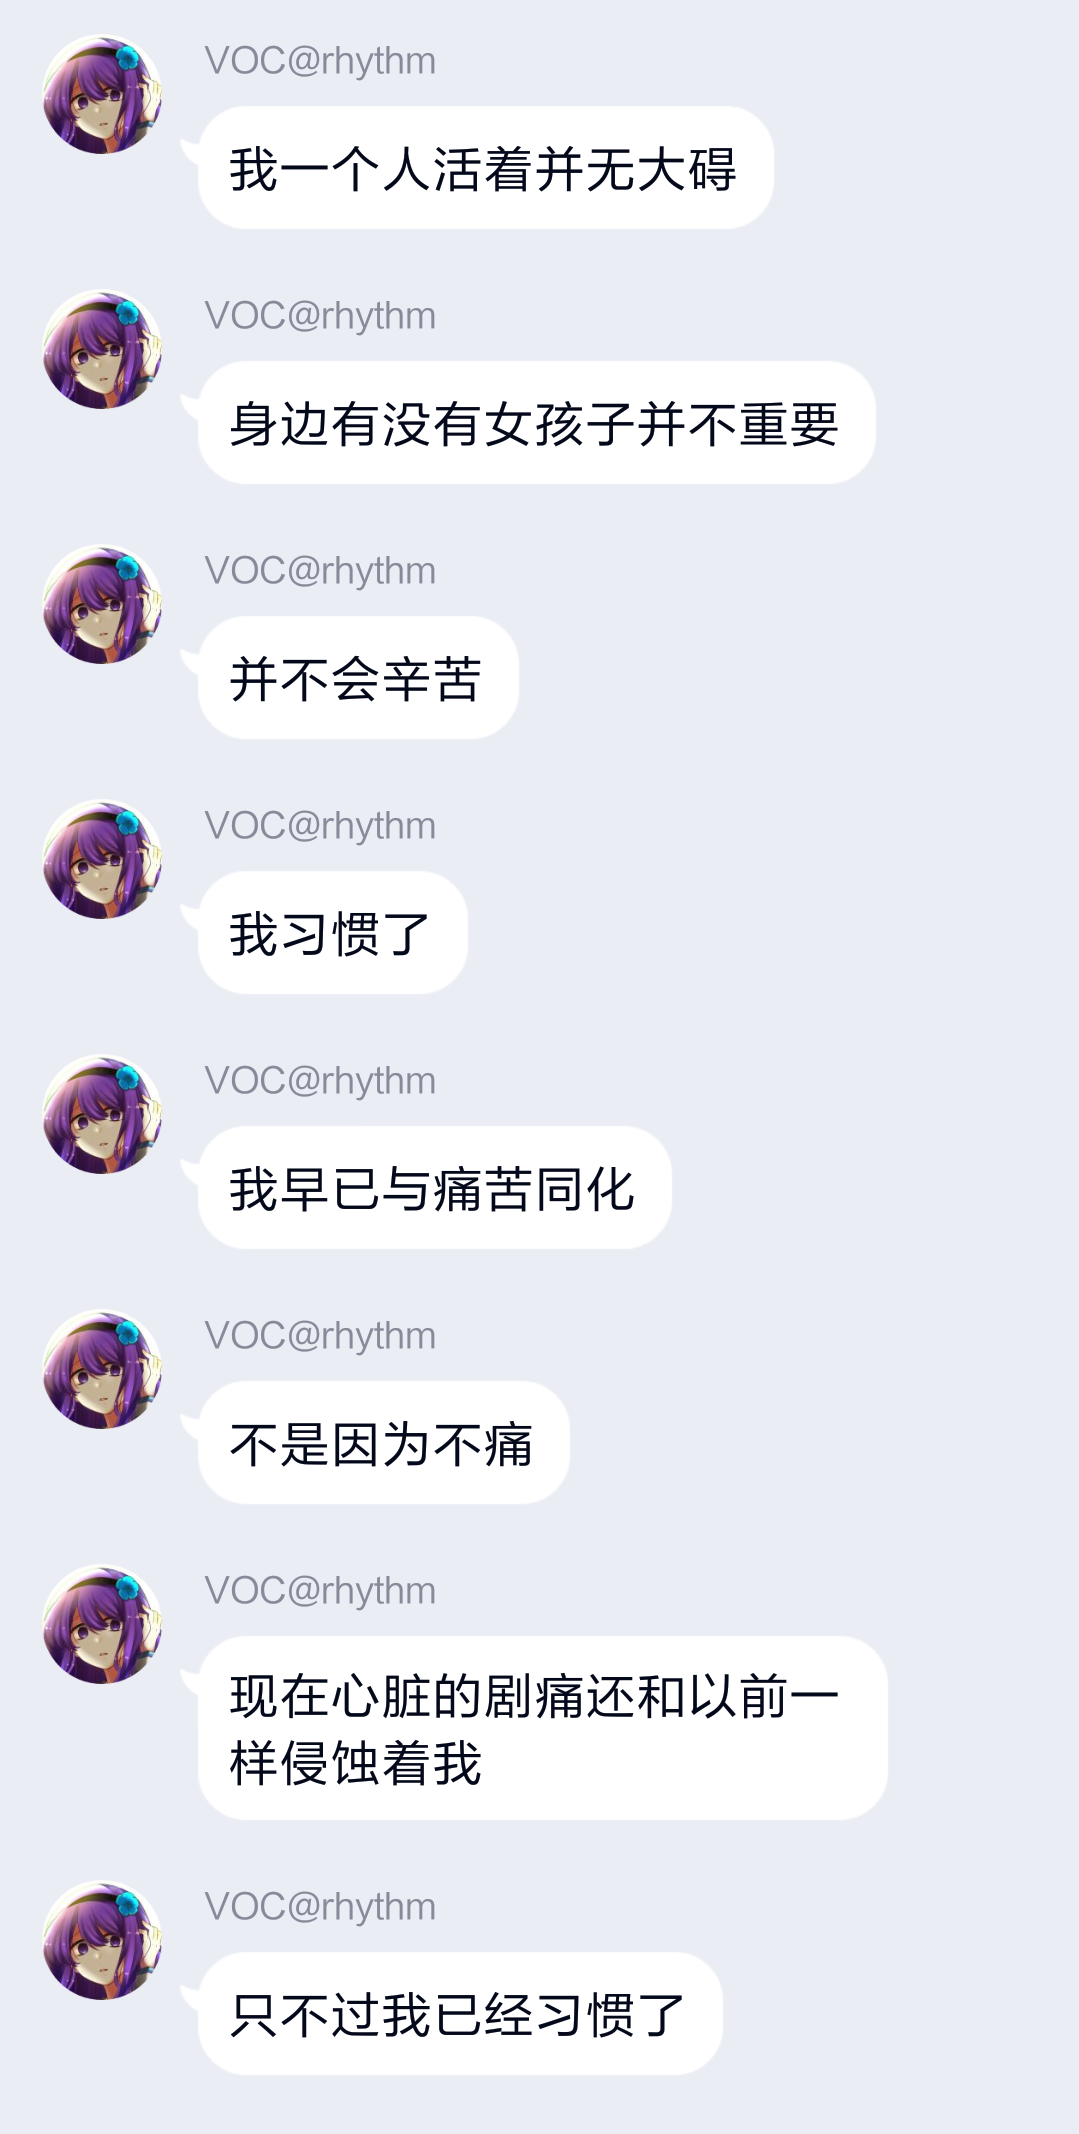 VOC@rhythm
我一个人活着并无大碍
VOC@rhythm
身边有没有女孩子并不重要
VOC@rhythm
并不会辛苦
VOC@rhythm
我习惯了
VOC@rhythm
我早已与痛苦同化
VOC@rhythm
不是因为不痛
VOC@rhythm
现在心脏的剧痛还和以前一
样侵蚀着我
VOC@rhythm
只不过我已经习惯了